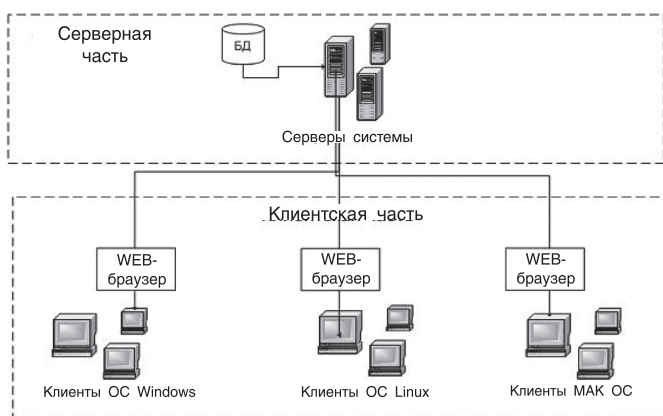 Серверная
часть
БД
Серверы системы
Клиентская часть
WEB-
браузер
WEB-
браузер
WEB-
браузер
Клиенты ОС Windows
Клиенты ОС Linux
Клиенты МАК ОС